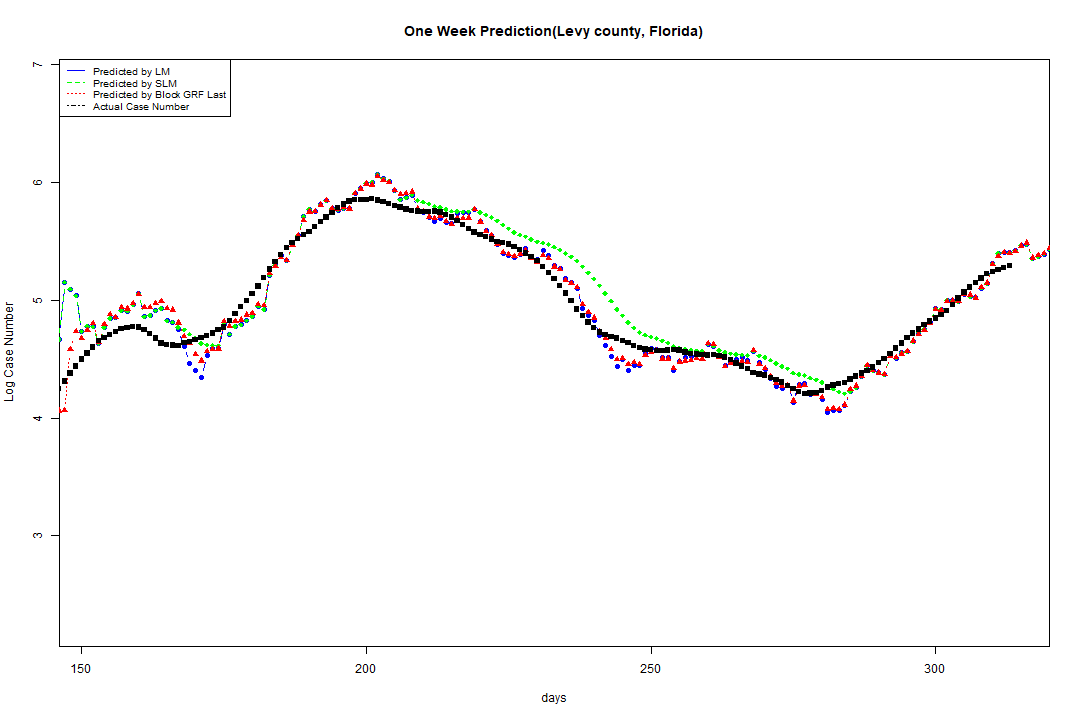 One Week Prediction(Levy county, Florida)
Predicted by LM
Predicted by SLM
Predicted by Block GRF Last
Actual Case Number
7
6
5
4
3
Log Case Number
150 200 250 300
days